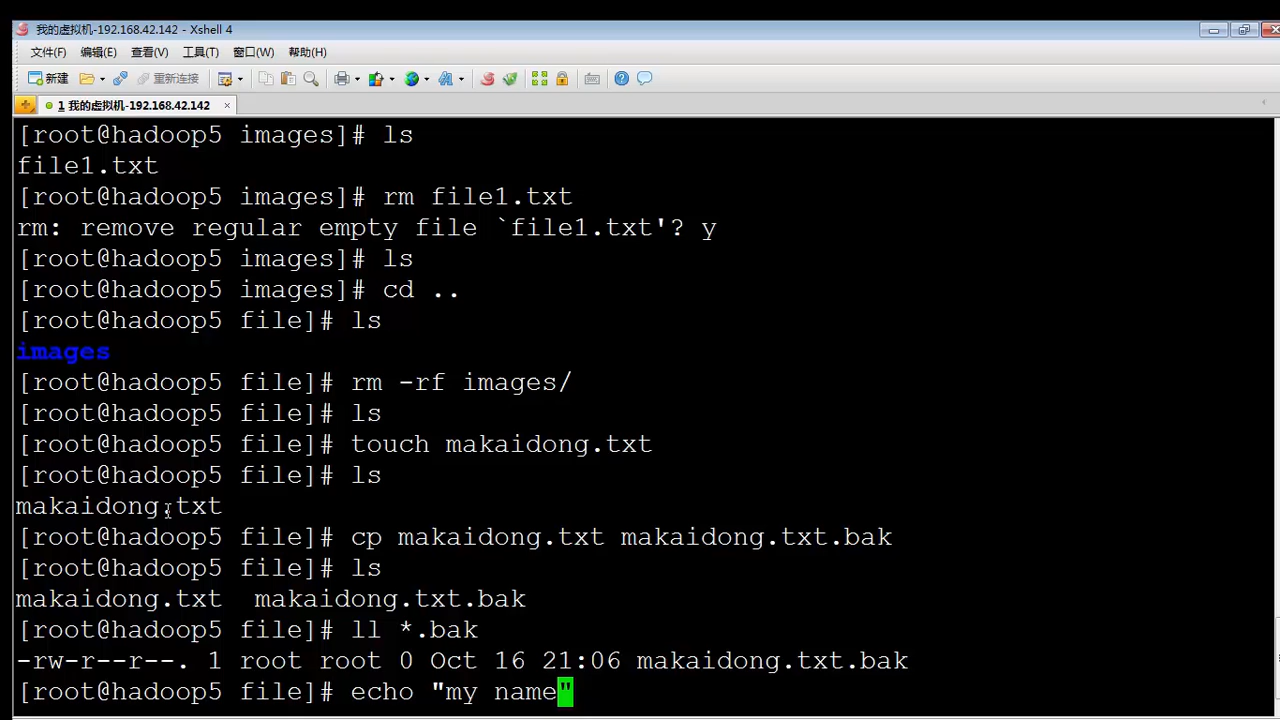 我的虚拟机-192.168.42.142 - Xshell 4
文件(F) 编辑(E) 查看(V) 工具(T) 窗口(W) 帮助(H)
新建 重新连接
1 我的虚拟机-192.168.42.142 ×
[root@hadoop5 images]# ls
file1.txt
[root@hadoop5 images]# rm file1.txt
rm: remove regular empty file `file1.txt'? y
[root@hadoop5 images]# ls
[root@hadoop5 images]# cd ..
[root@hadoop5 file]# ls
images
[root@hadoop5 file]# rm -rf images/
[root@hadoop5 file]# ls
[root@hadoop5 file]# touch makaidong.txt
[root@hadoop5 file]# ls
makaidong.txt
[root@hadoop5 file]# cp makaidong.txt makaidong.txt.bak
[root@hadoop5 file]# ls
makaidong.txt  makaidong.txt.bak
[root@hadoop5 file]# ll *.bak
-rw-r--r--. 1 root root 0 Oct 16 21:06 makaidong.txt.bak
[root@hadoop5 file]# echo "my name"